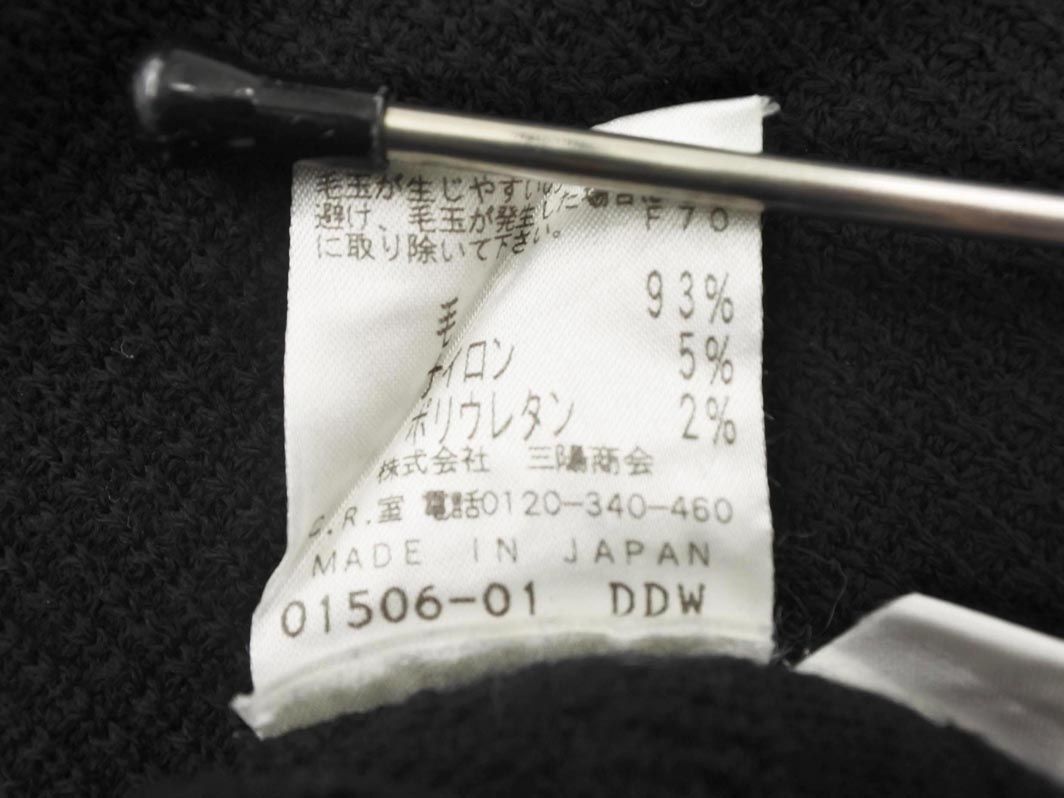 毛玉が生じやすい
避け、毛玉が発生した場合
F70
に取り除いて下さい。
毛 93%
ナイロン 5%
ポリウレタン 2%
株式会社 三陽商会
C.R.室 電話0120-340-460
MADE IN JAPAN
01506-01 DDW